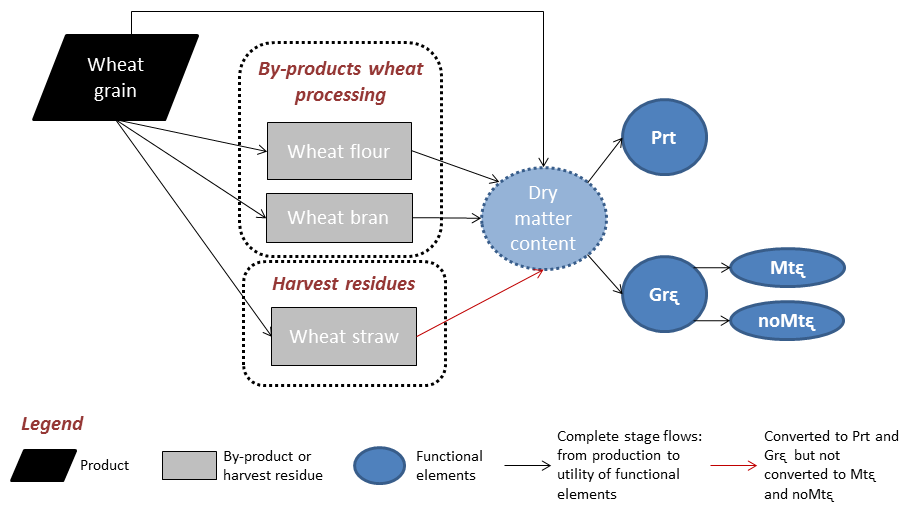 Wheat
grain
By-products wheat
processing
Wheat flour
Wheat bran
Harvest residues
Wheat straw
Dry
matter
content
Prt
Grξ
Mtξ
noMtξ
Legend
Product
By-product or
harvest residue
Functional
elements
Complete stage flows:
from production to
utility of functional
elements
Converted to Prt and
Grξ but not
converted to Mtξ
and noMtξ